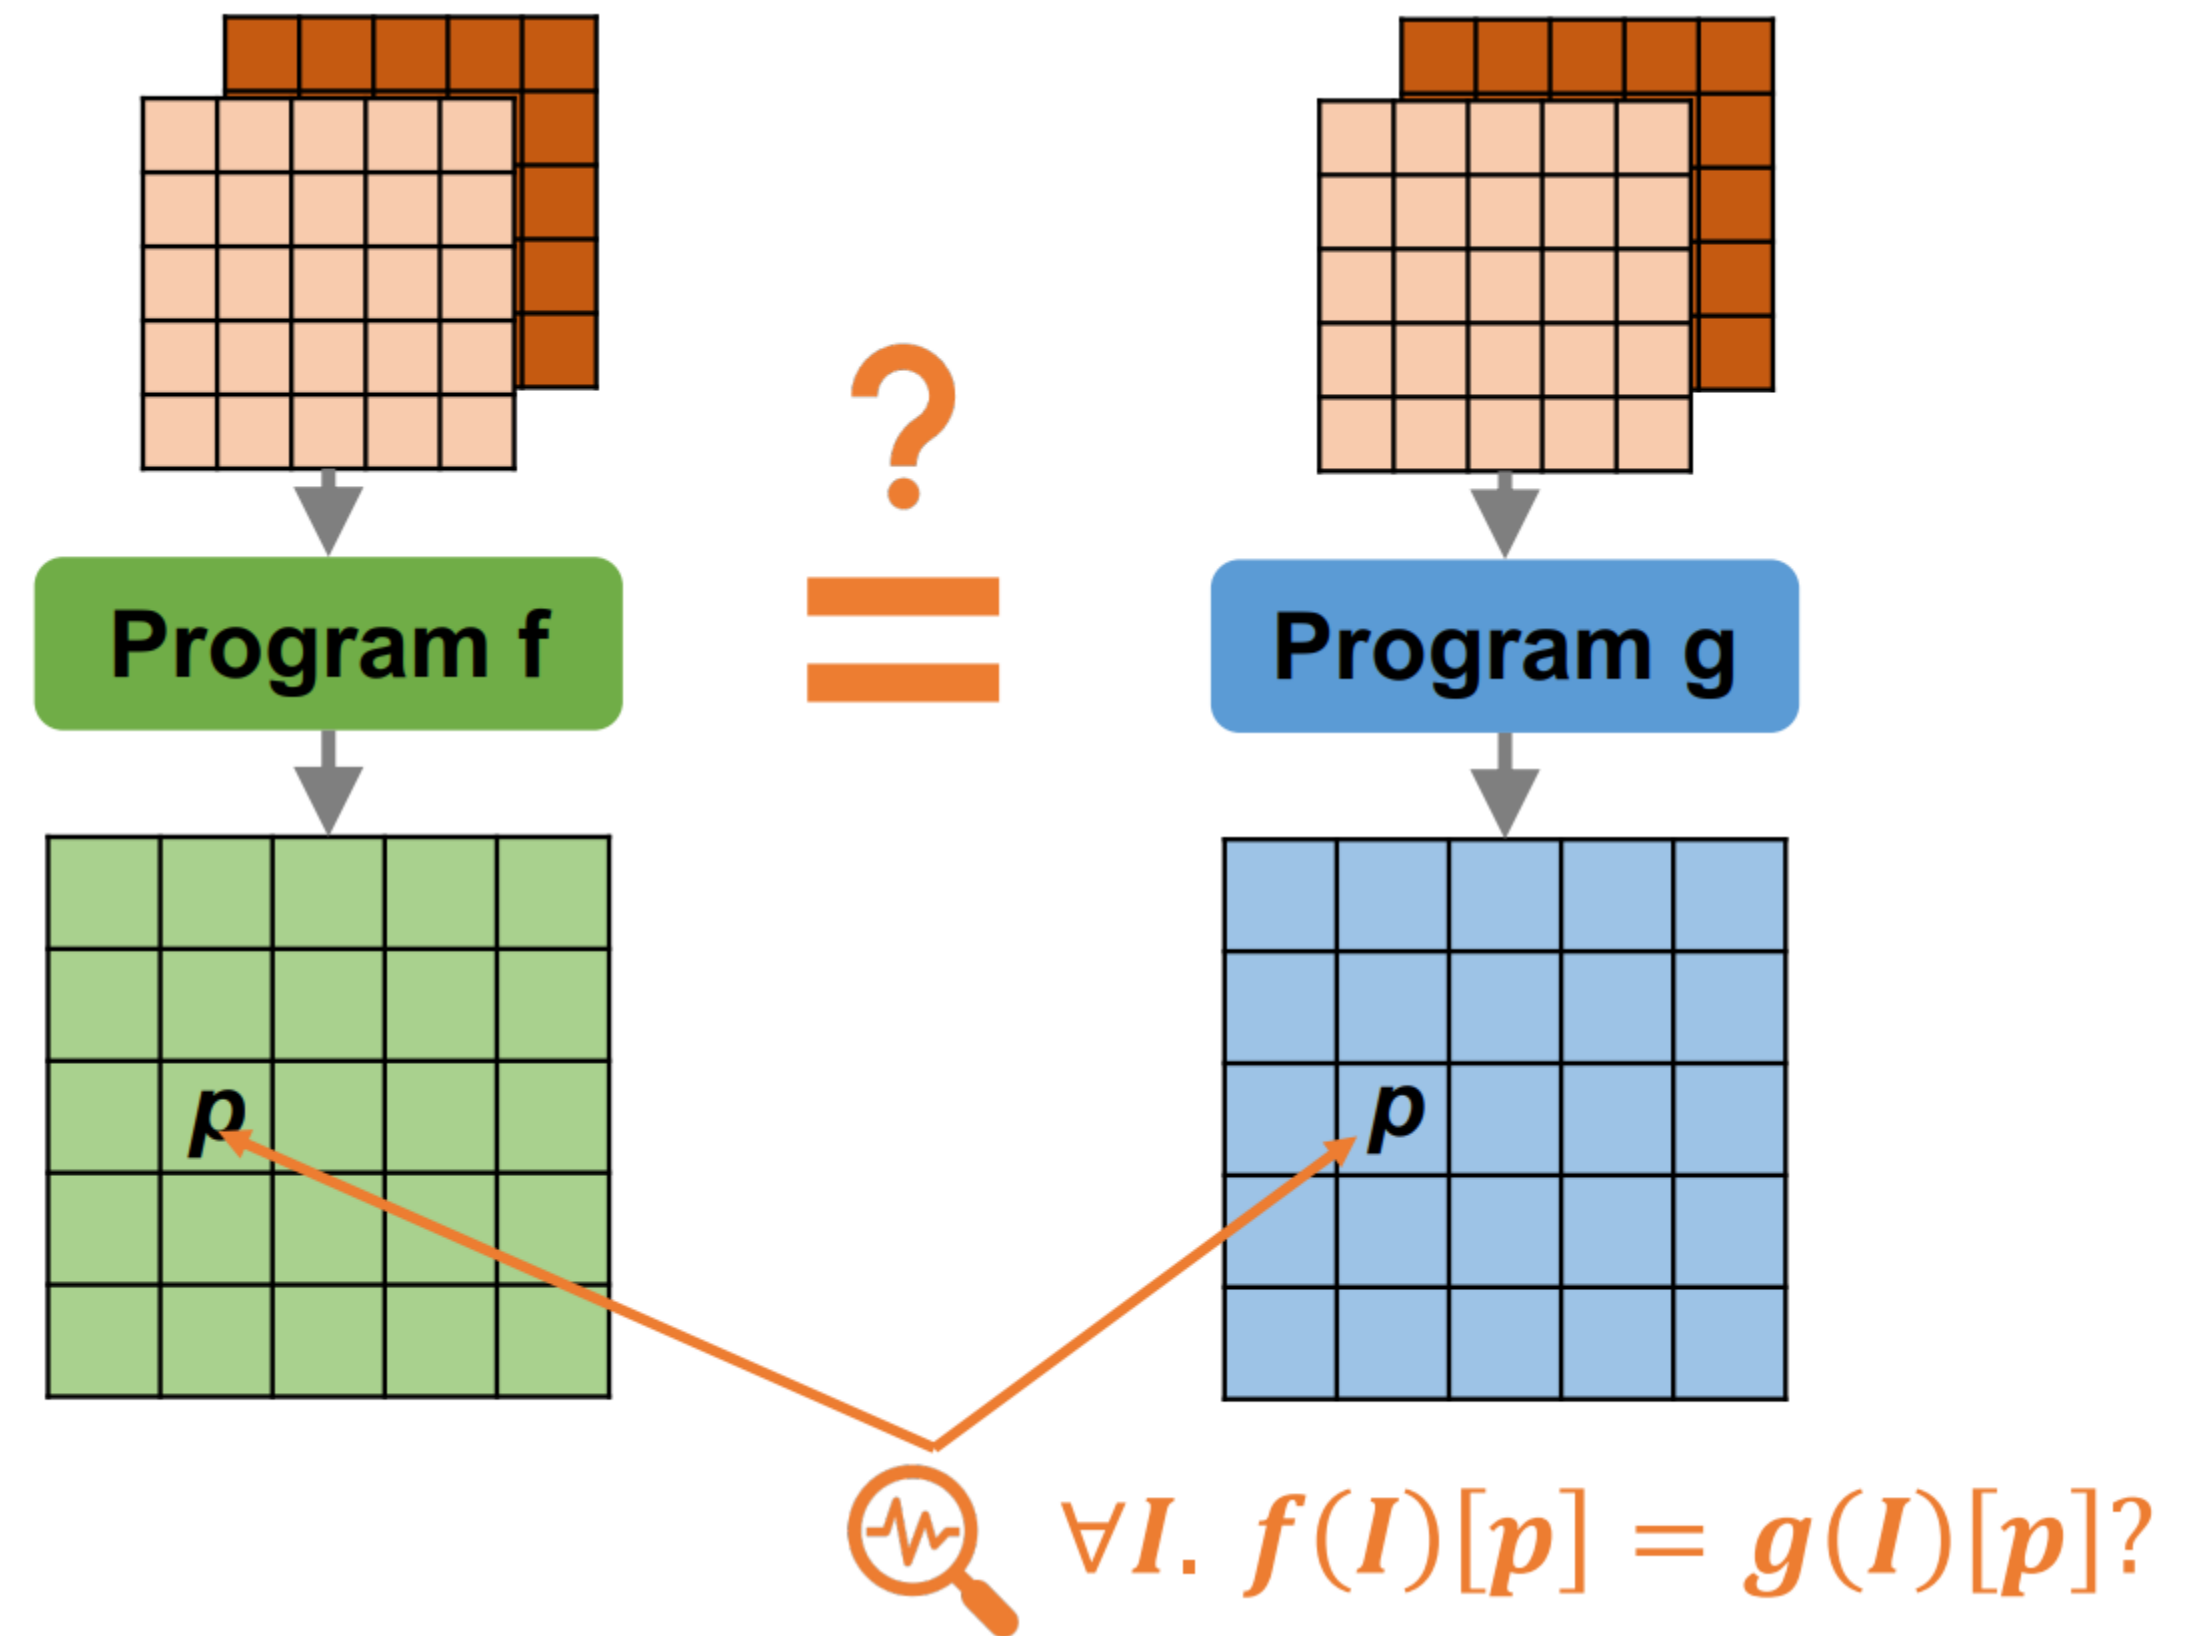 ?
=
Program f
Program g
p
p
∀I. f(I)[p] = g(I)[p]?